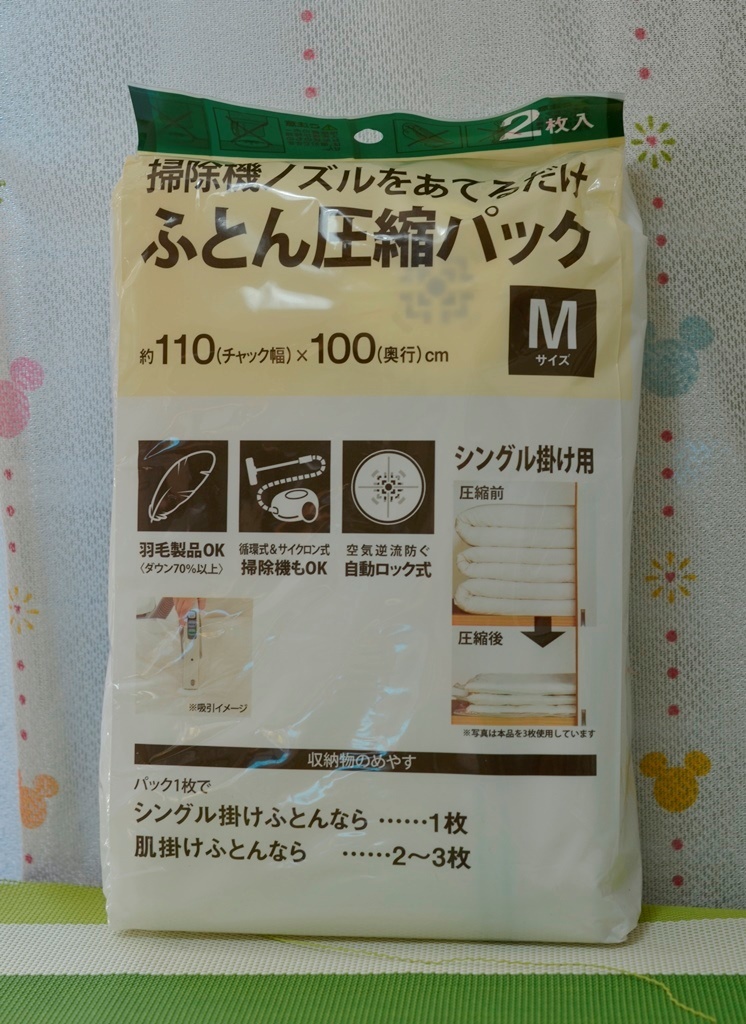 2枚入
掃除機ノズルをあてるだけ
ふとん圧縮パック
約110(チャック幅)×100(奥行)cm
M
サイズ
羽毛製品OK
〈ダウン70%以上〉
循環式&サイクロン式
掃除機もOK
空気逆流防ぐ
自動ロック式
シングル掛け用
圧縮前
圧縮後
※写真は本品を3枚使用しています
※吸引イメージ
収納物のめやす
パック1枚で
シングル掛けふとんなら ……1枚
肌掛けふとんなら ……2〜3枚